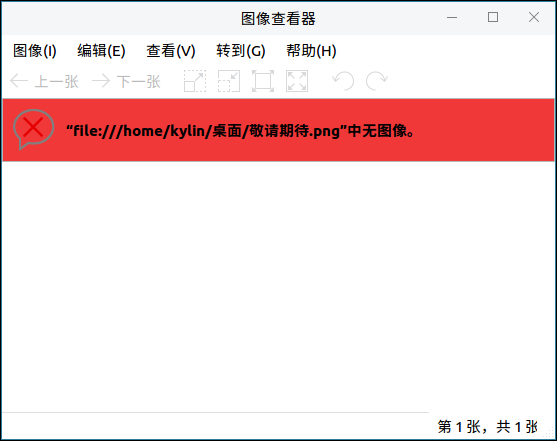 图像查看器
图像(I) 编辑(E) 查看(V) 转到(G) 帮助(H)
上一张 下一张
“file:///home/kylin/桌面/敬请期待.png”中无图像。
第 1 张，共 1 张